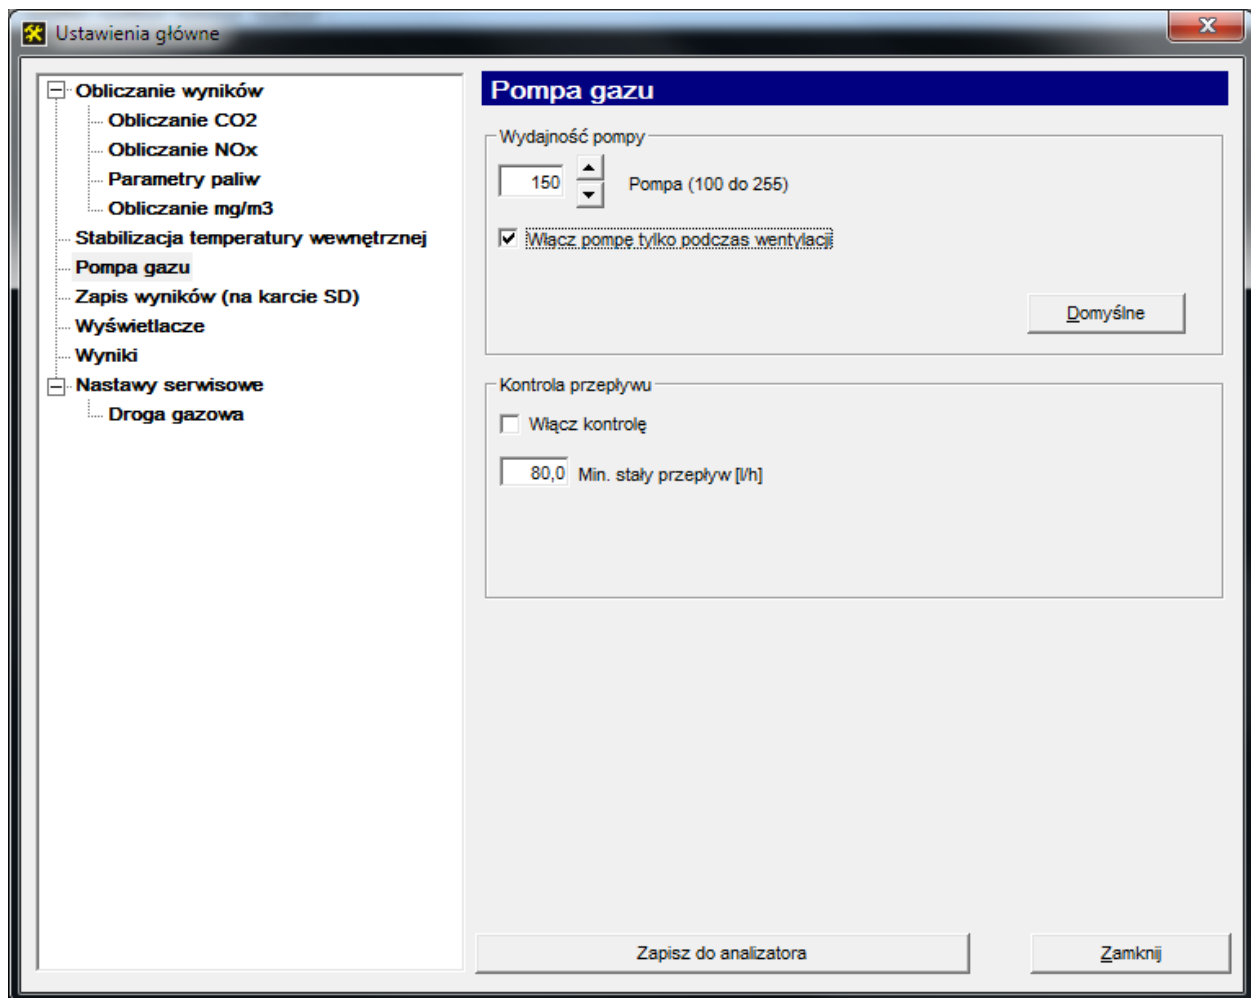 Ustawienia główne
Obliczanie wyników
Obliczanie CO2
Obliczanie NOx
Parametry paliw
Obliczanie mg/m3
Stabilizacja temperatury wewnętrznej
Pompa gazu
Zapis wyników (na karcie SD)
Wyświetlacze
Wyniki
Nastawy serwisowe
Droga gazowa
Pompa gazu
Wydajność pompy
150 Pompa (100 do 255)
Włącz pompę tylko podczas wentylacji
Domyślne
Kontrola przepływu
Włącz kontrolę
80,0 Min. stały przepływ [l/h]
Zapisz do analizatora
Zamknij